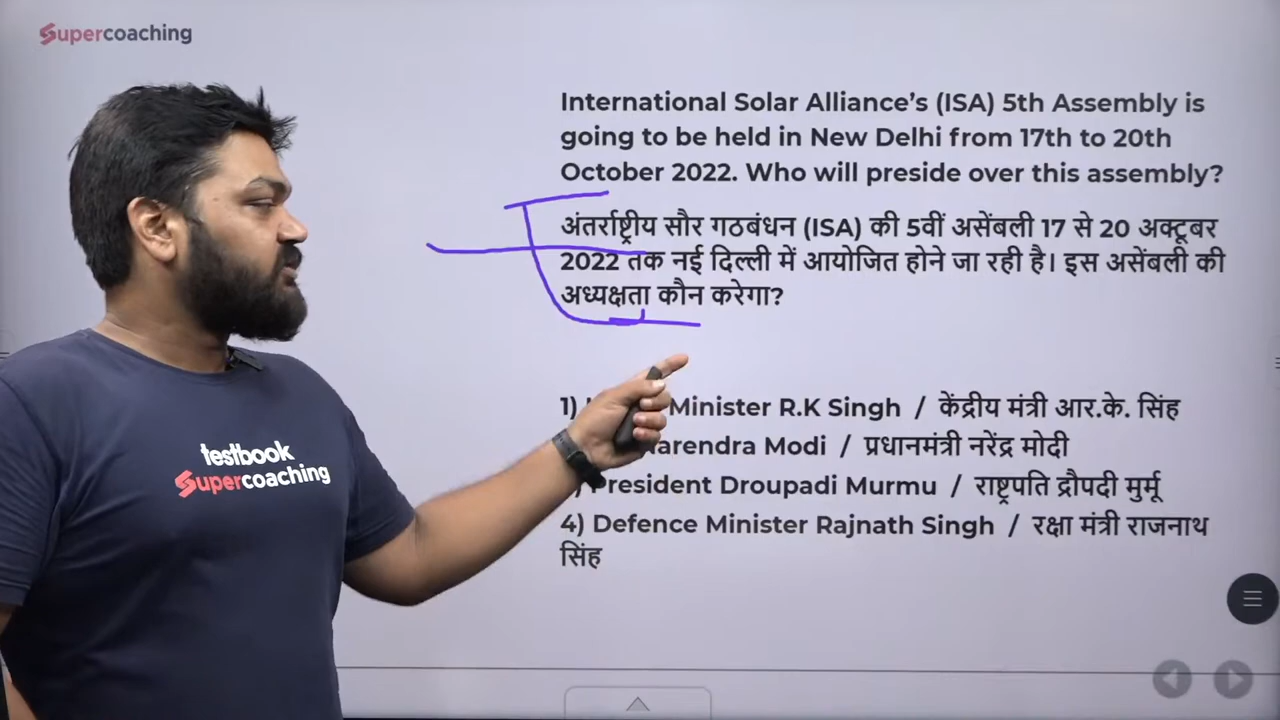 Supercoaching
International Solar Alliance’s (ISA) 5th Assembly is
going to be held in New Delhi from 17th to 20th
October 2022. Who will preside over this assembly?
अंतर्राष्ट्रीय सौर गठबंधन (ISA) की 5वीं असेंबली 17 से 20 अक्टूबर
2022 तक नई दिल्ली में आयोजित होने जा रही है। इस असेंबली की
अध्यक्षता कौन करेगा?
1) Minister R.K Singh / केंद्रीय मंत्री आर.के. सिंह
Narendra Modi / प्रधानमंत्री नरेंद्र मोदी
President Droupadi Murmu / राष्ट्रपति द्रौपदी मुर्मू
4) Defence Minister Rajnath Singh / रक्षा मंत्री राजनाथ
सिंह
testbook
Supercoaching